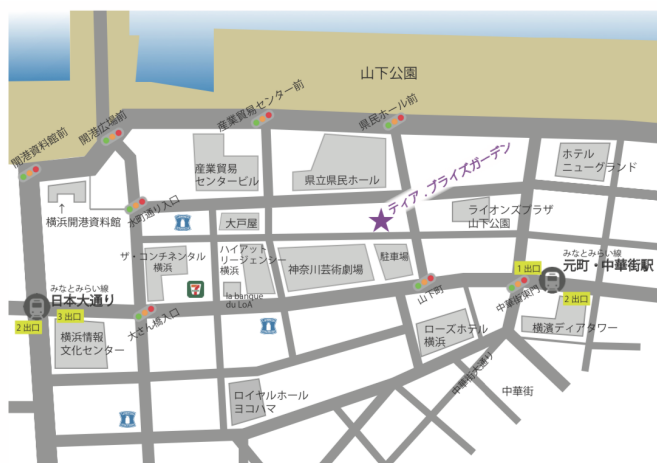 山下公園
産業貿易センター前
県民ホール前
開港広場前
開港資料館前
ティア.ブライズガーデン
産業貿易
センタービル
県立県民ホール
ホテル
ニューグランド
水町通り入口
横浜開港資料館
大戸屋
ライオンズプラザ
山下公園
ザ・コンチネンタル
横浜
ハイアット
リージェンシー
横浜
神奈川芸術劇場
駐車場
みなとみらい線
元町・中華街駅
1出口
2出口
みなとみらい線
日本大通り
2出口
3出口
7
la banque
du LoA
山下町
中華街東門
大さん橋入口
横浜情報
文化センター
ローズホテル
横浜
横濱ディアタワー
中華街大通り
中華街
ロイヤルホール
ヨコハマ